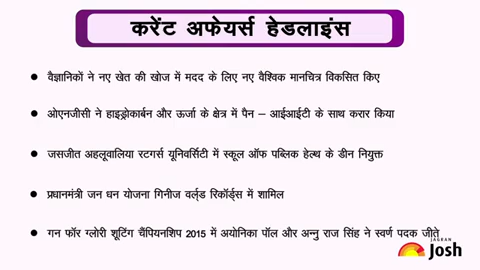 करेंट अफेयर्स हेडलाइंस
● वैज्ञानिकों ने नए खेत की खोज में मदद के लिए नए वैश्विक मानचित्र विकसित किए
● ओएनजीसी ने हाइड्रोकार्बन और ऊर्जा के क्षेत्र में पैन – आईआईटी के साथ करार किया
● जसजीत अहलूवालिया रटगर्स यूनिवर्सिटी में स्कूल ऑफ पब्लिक हेल्थ के डीन नियुक्त
● प्रधानमंत्री जन धन योजना गिनीज वर्ल्ड रिकॉर्ड्स में शामिल
● गन फॉर ग्लोरी शूटिंग चैंपियनशिप 2015 में अयोनिका पॉल और अन्नु राज सिंह ने स्वर्ण पदक जीते
JAGRAN
Josh